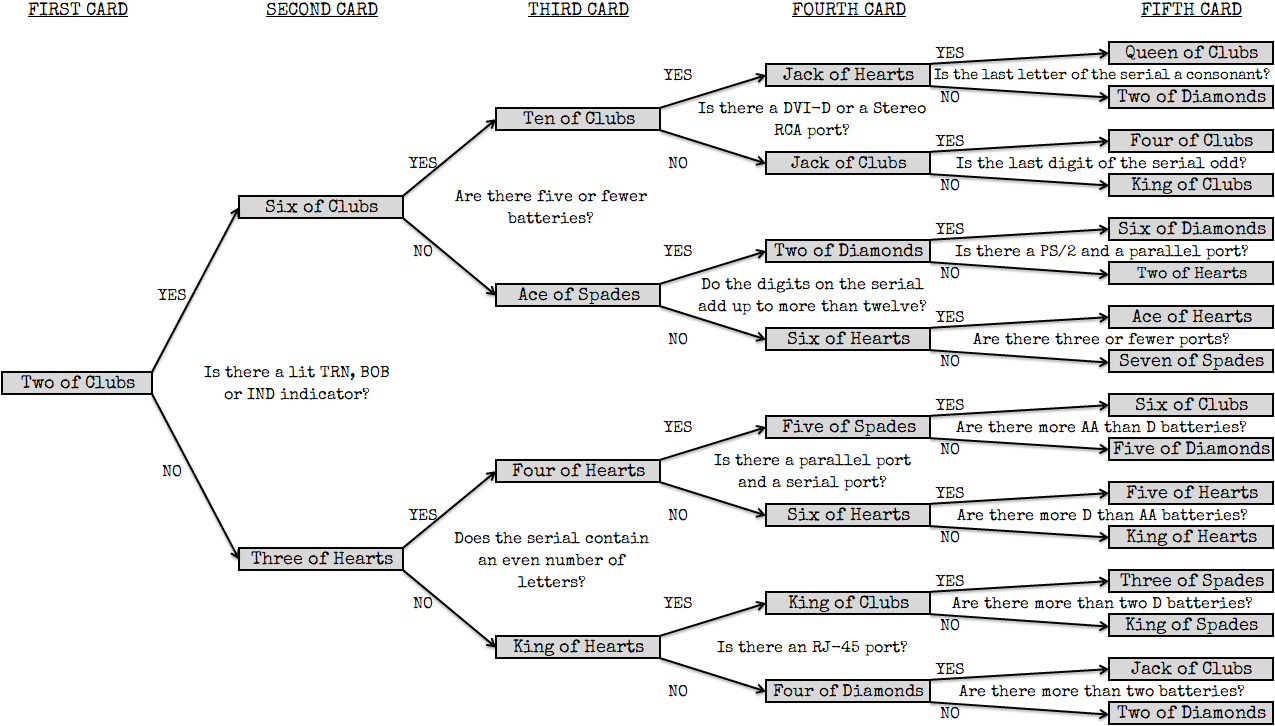 FIRST CARD SECOND CARD THIRD CARD FOURTH CARD FIFTH CARD
Two of Clubs
YES
Is there a lit TRN, BOB
or IND indicator?
NO
Six of Clubs
YES
Are there five or fewer
batteries?
NO
Three of Hearts
YES
Does the serial contain
an even number of
letters?
NO
Ten of Clubs
YES
Is there a DVI-D or a Stereo
RCA port?
NO
Ace of Spades
YES
Do the digits on the serial
add up to more than twelve?
NO
Four of Hearts
YES
Is there a parallel port
and a serial port?
NO
King of Hearts
YES
Is there an RJ-45 port?
NO
Jack of Hearts
YES
Is the last letter of the serial a consonant?
NO
Queen of Clubs
Two of Diamonds
Jack of Clubs
YES
Is the last digit of the serial odd?
NO
Four of Clubs
King of Clubs
Two of Diamonds
YES
Is there a PS/2 and a parallel port?
NO
Six of Diamonds
Two of Hearts
Six of Hearts
YES
Are there three or fewer ports?
NO
Ace of Hearts
Seven of Spades
Five of Spades
YES
Are there more AA than D batteries?
NO
Six of Clubs
Five of Diamonds
Six of Hearts
YES
Are there more D than AA batteries?
NO
Five of Hearts
King of Hearts
King of Clubs
YES
Are there more than two D batteries?
NO
Three of Spades
King of Spades
Four of Diamonds
YES
Are there more than two batteries?
NO
Jack of Clubs
Two of Diamonds